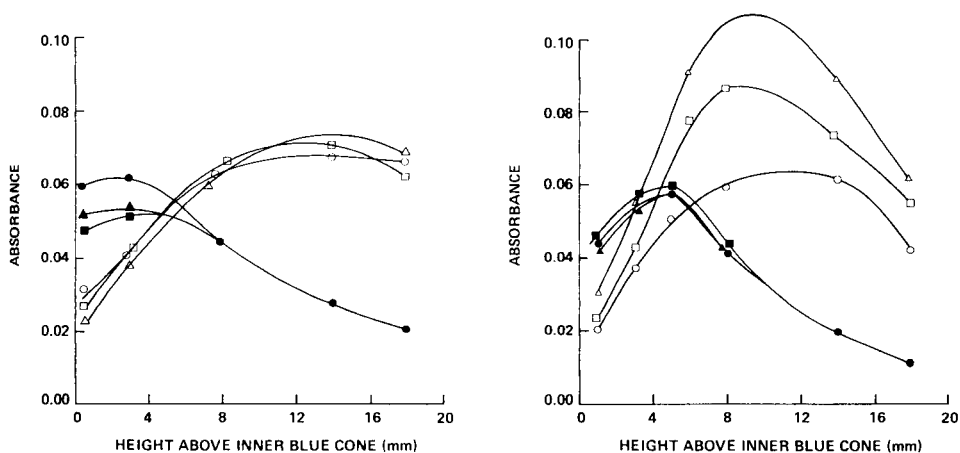 0.10
0.08
0.06
0.04
0.02
0.00
ABSORBANCE
0 4 8 12 16 20
HEIGHT ABOVE INNER BLUE CONE (mm)
0.10
0.08
0.06
0.04
0.02
0.00
ABSORBANCE
0 4 8 12 16 20
HEIGHT ABOVE INNER BLUE CONE (mm)